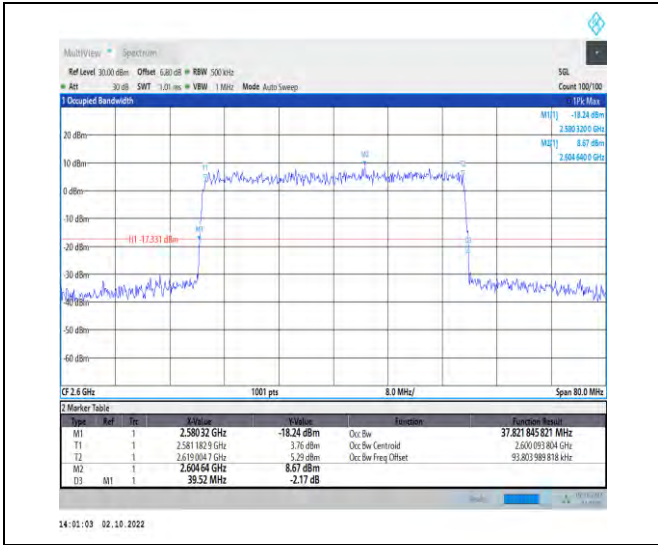 MultiView Spectrum
Ref Level 30.00 dBm Offset 6.80 dB RBW 500 kHz SGL
Att 30 dB SWT 1.01 ms VBW 1 MHz Mode Auto Sweep Count 100/100
1 Occupied Bandwidth 1Pk Max
M1[1] -18.24 dBm
2.580 3200 GHz
M2[1] 8.67 dBm
2.604 6400 GHz
20 dBm
10 dBm
M2
T1
T2
0 dBm
-10 dBm
M1
H1 -17.331 dBm
-20 dBm
-30 dBm
-40 dBm
-50 dBm
-60 dBm
CF 2.6 GHz 1001 pts 8.0 MHz/ Span 80.0 MHz
2 Marker Table
Type Ref Trc X-Value Y-Value Function Function Result
M1 1 2.580 32 GHz -18.24 dBm Occ Bw 37.821 845 821 MHz
T1 1 2.581 182 9 GHz 3.76 dBm Occ Bw Centroid 2.600 093 804 GHz
T2 1 2.619 004 7 GHz 5.29 dBm Occ Bw Freq Offset 93.803 989 818 kHz
M2 1 2.604 64 GHz 8.67 dBm
D3 M1 1 39.52 MHz -2.17 dB
14:01:03 02.10.2022